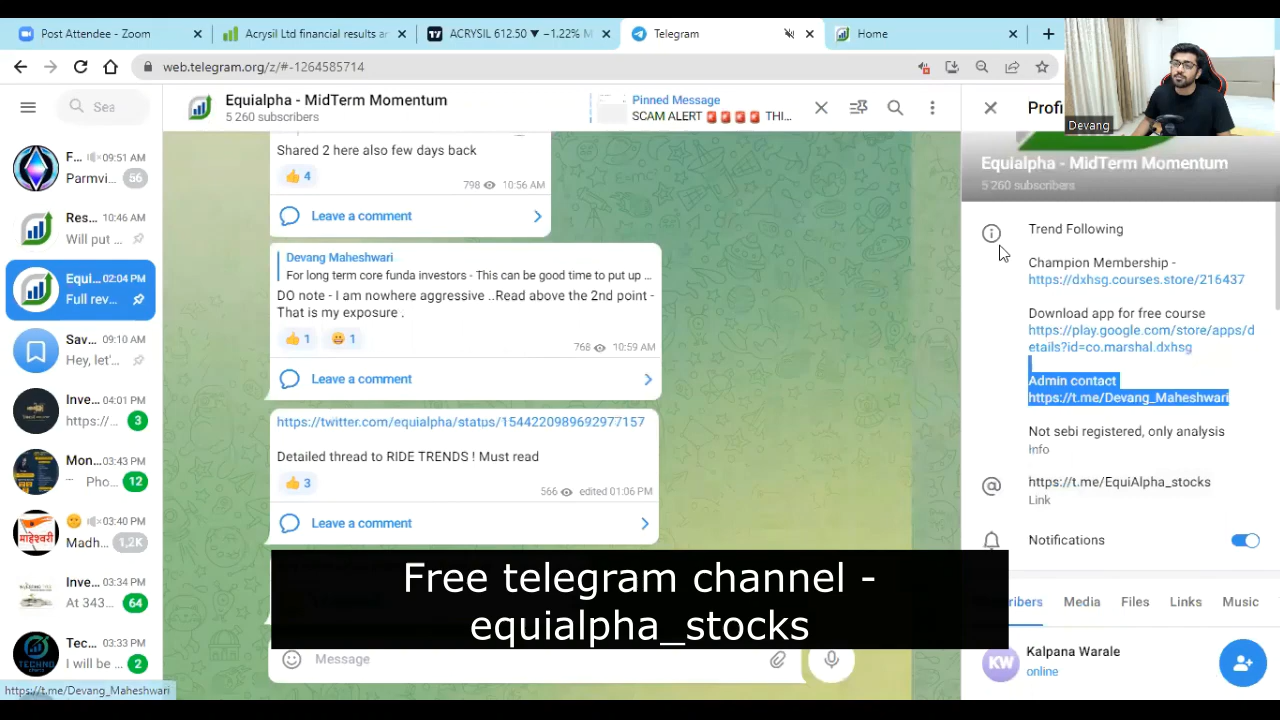 Post Attendee - Zoom
Acrysil Ltd financial results ar
ACRYSIL 612.50 ▼ −1.22% M
Telegram
Home
web.telegram.org/z/#-1264585714
Devang
Sea
F... 09:51 AM
Parmvi... 56
Res... 10:46 AM
Will put ...
Equi... 02:04 PM
Full rev...
Sav... 09:10 AM
Hey, let'...
Inve... 04:01 PM
https://... 3
Mon... 03:43 PM
Pho... 12
माहेश्वरी
03:40 PM
Madh... 1,2K
Inve... 03:34 PM
At 343... 64
Tec... 03:33 PM
I will be ... 2
https://t.me/Devang_Maheshwari
Equialpha - MidTerm Momentum
5 260 subscribers
Pinned Message
SCAM ALERT 🚨🚨🚨🚨 THI...
Shared 2 here also few days back
👍 4
798 10:56 AM
Leave a comment
Devang Maheshwari
For long term core funda investors - This can be good time to put up ...
DO note - I am nowhere aggressive ..Read above the 2nd point -
That is my exposure .
👍 1 😀 1
768 10:59 AM
Leave a comment
https://twitter.com/equialpha/status/1544220989692977157
Detailed thread to RIDE TRENDS ! Must read
👍 3
566 edited 01:06 PM
Leave a comment
Free telegram channel -
equialpha_stocks
Message
Profi
Equialpha - MidTerm Momentum
5 260 subscribers
Trend Following
Champion Membership -
https://dxhsg.courses.store/216437
Download app for free course
https://play.google.com/store/apps/d
etails?id=co.marshal.dxhsg
Admin contact
https://t.me/Devang_Maheshwari
Not sebi registered, only analysis
Info
https://t.me/EquiAlpha_stocks
Link
Notifications
ribers Media Files Links Music
KW
Kalpana Warale
online